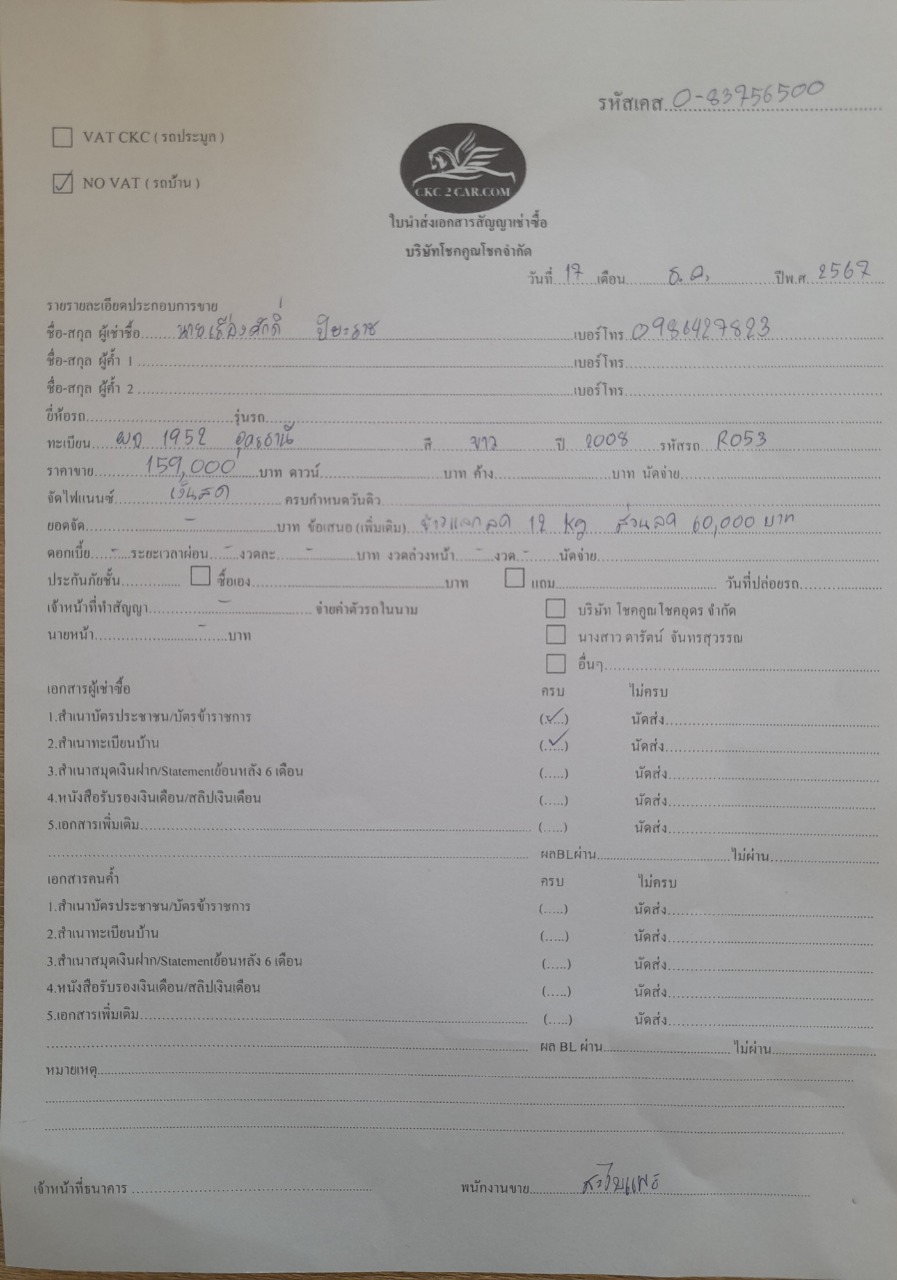 รหัสเคส 0-83756500
VAT CKC ( รถประมูล )
NO VAT ( รถบ้าน )
CKC 2 CAR.COM
ใบนำส่งเอกสารสัญญาเช่าซื้อ
บริษัทโชคคูณโชคจำกัด
วันที่ 17 เดือน ธ.ค. ปีพ.ศ. 2567
รายรายละเอียดประกอบการขาย
ชื่อ-สกุล ผู้เช่าซื้อ นาย ปิยะราช เบอร์โทร 0986427823
ชื่อ-สกุล ผู้ค้ำ 1 เบอร์โทร
ชื่อ-สกุล ผู้ค้ำ 2 เบอร์โทร
ยี่ห้อรถ รุ่นรถ
ทะเบียน 1952 อุดรธานี สี ขาว ปี 2008 รหัสรถ R053
ราคาขาย 159,000 บาท ดาวน์ บาท ค้าง บาท นัดจ่าย
จัดไฟแนนซ์ เงินสด ครบกำหนดวันคิว
ยอดจัด - บาท ข้อเสนอ (เพิ่มเติม) 12 kg ส่วนลด 60,000 บาท
ดอกเบี้ย - ระยะเวลาผ่อน - งวดละ - บาท งวดล่วงหน้า - งวด - นัดจ่าย
ประกันภัยชั้น ซื้อเอง บาท แถม วันที่ปล่อยรถ
เจ้าหน้าที่ทำสัญญา - จ่ายค่าตัวรถในนาม บริษัท โชคคูณโชคอุดร จำกัด
นายหน้า - บาท นางสาว ดารัตน์ จันทรสุวรรณ
อื่นๆ
เอกสารผู้เช่าซื้อ ครบ ไม่ครบ
1.สำเนาบัตรประชาชน/บัตรข้าราชการ (✓) นัดส่ง
2.สำเนาทะเบียนบ้าน (✓) นัดส่ง
3.สำเนาสมุดเงินฝาก/Statementย้อนหลัง 6 เดือน (.....) นัดส่ง
4.หนังสือรับรองเงินเดือน/สลิปเงินเดือน (.....) นัดส่ง
5.เอกสารเพิ่มเติม (.....) นัดส่ง
ผลBLผ่าน ไม่ผ่าน
เอกสารคนค้ำ ครบ ไม่ครบ
1.สำเนาบัตรประชาชน/บัตรข้าราชการ (.....) นัดส่ง
2.สำเนาทะเบียนบ้าน (.....) นัดส่ง
3.สำเนาสมุดเงินฝาก/Statementย้อนหลัง 6 เดือน (.....) นัดส่ง
4.หนังสือรับรองเงินเดือน/สลิปเงินเดือน (.....) นัดส่ง
5.เอกสารเพิ่มเติม (.....) นัดส่ง
ผล BL ผ่าน ไม่ผ่าน
หมายเหตุ
เจ้าหน้าที่ธนาคาร พนักงานขาย